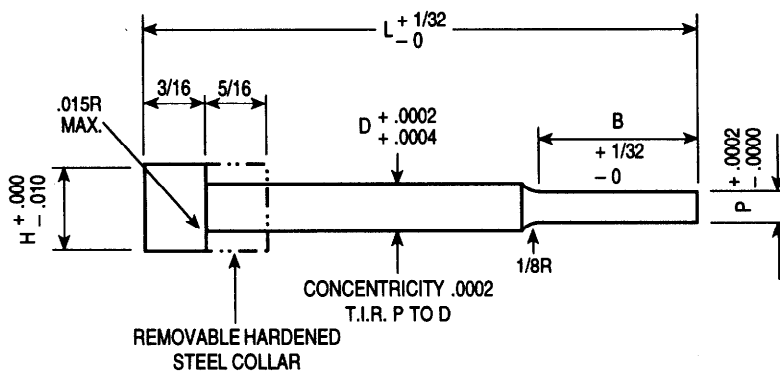 L + 1/32
- 0
3/16
5/16
.015R
MAX.
D + .0002
+ .0004
B
+ 1/32
- 0
P + .0002
- .0000
H + .000
- .010
1/8R
CONCENTRICITY .0002
T.I.R. P TO D
REMOVABLE HARDENED
STEEL COLLAR